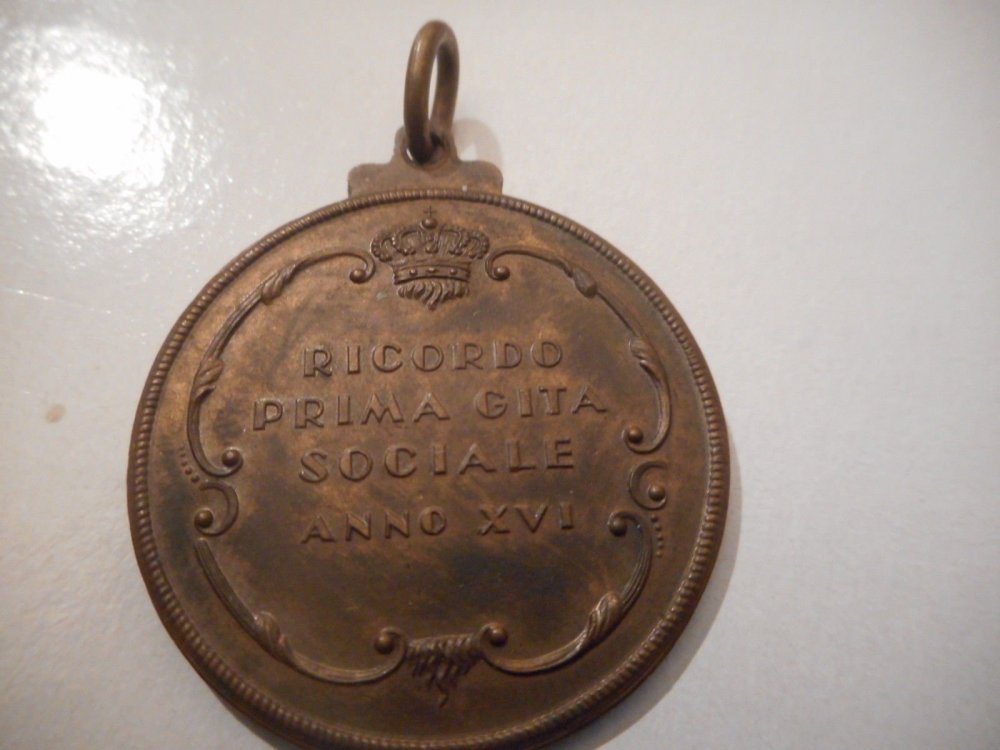 RICORDO
PRIMA GITA
SOCIALE
ANNO XVI